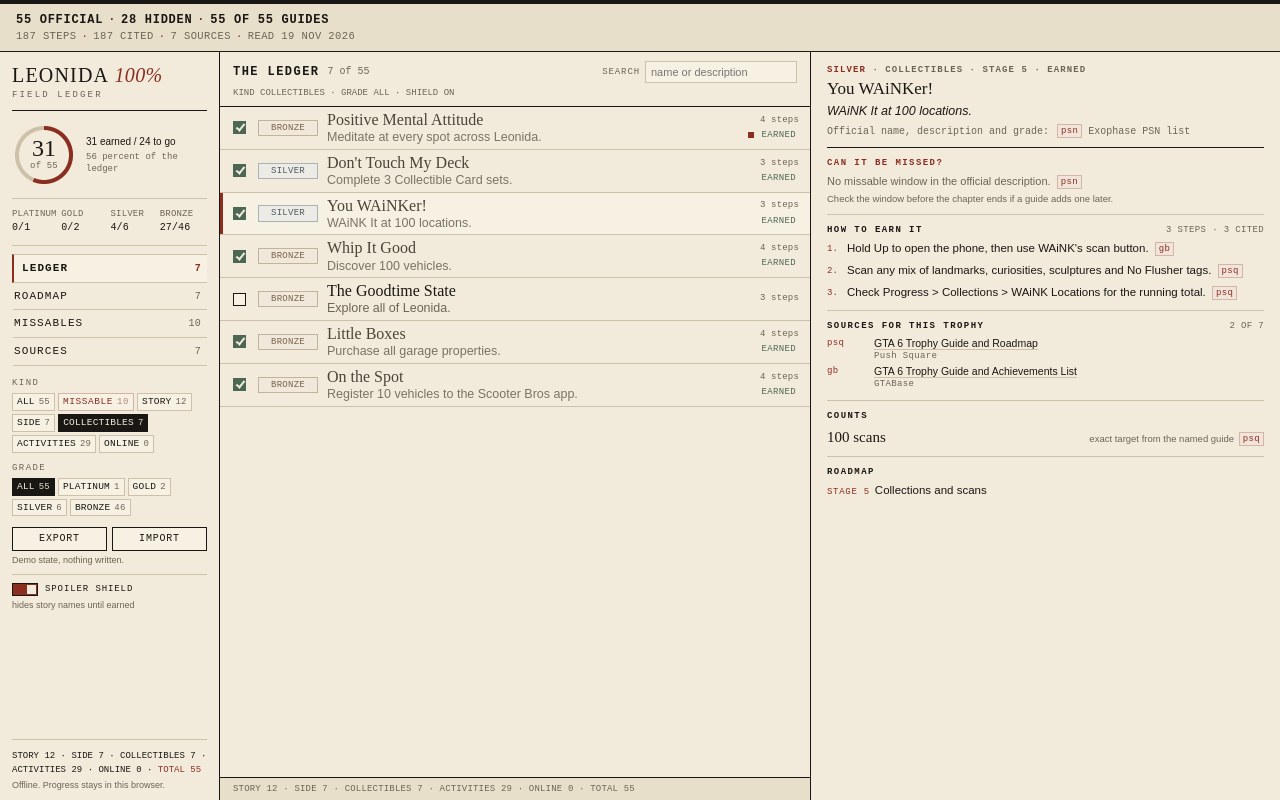 55 OFFICIAL · 28 HIDDEN · 55 OF 55 GUIDES
187 STEPS · 187 CITED · 7 SOURCES · READ 19 NOV 2026
LEONIDA 100%
FIELD LEDGER
31
of 55
31 earned / 24 to go
56 percent of the
ledger
PLATINUM GOLD SILVER BRONZE
0/1 0/2 4/6 27/46
LEDGER 7
ROADMAP 7
MISSABLES 10
SOURCES 7
KIND
ALL 55 MISSABLE 10 STORY 12
SIDE 7 COLLECTIBLES 7
ACTIVITIES 29 ONLINE 0
GRADE
ALL 55 PLATINUM 1 GOLD 2
SILVER 6 BRONZE 46
EXPORT IMPORT
Demo state, nothing written.
SPOILER SHIELD
hides story names until earned
STORY 12 · SIDE 7 · COLLECTIBLES 7 ·
ACTIVITIES 29 · ONLINE 0 · TOTAL 55
Offline. Progress stays in this browser.
THE LEDGER 7 of 55
SEARCH name or description
KIND COLLECTIBLES · GRADE ALL · SHIELD ON
BRONZE Positive Mental Attitude 4 steps
Meditate at every spot across Leonida. EARNED
SILVER Don't Touch My Deck 3 steps
Complete 3 Collectible Card sets. EARNED
SILVER You WAiNKer! 3 steps
WAiNK It at 100 locations. EARNED
BRONZE Whip It Good 4 steps
Discover 100 vehicles. EARNED
BRONZE The Goodtime State 3 steps
Explore all of Leonida.
BRONZE Little Boxes 4 steps
Purchase all garage properties. EARNED
BRONZE On the Spot 4 steps
Register 10 vehicles to the Scooter Bros app. EARNED
STORY 12 · SIDE 7 · COLLECTIBLES 7 · ACTIVITIES 29 · ONLINE 0 · TOTAL 55
SILVER · COLLECTIBLES · STAGE 5 · EARNED
You WAiNKer!
WAiNK It at 100 locations.
Official name, description and grade: psn Exophase PSN list
CAN IT BE MISSED?
No missable window in the official description. psn
Check the window before the chapter ends if a guide adds one later.
HOW TO EARN IT 3 STEPS · 3 CITED
1. Hold Up to open the phone, then use WAiNK's scan button. gb
2. Scan any mix of landmarks, curiosities, sculptures and No Flusher tags. psq
3. Check Progress > Collections > WAiNK Locations for the running total. psq
SOURCES FOR THIS TROPHY 2 OF 7
psq GTA 6 Trophy Guide and Roadmap
Push Square
gb GTA 6 Trophy Guide and Achievements List
GTABase
COUNTS
100 scans exact target from the named guide psq
ROADMAP
STAGE 5 Collections and scans